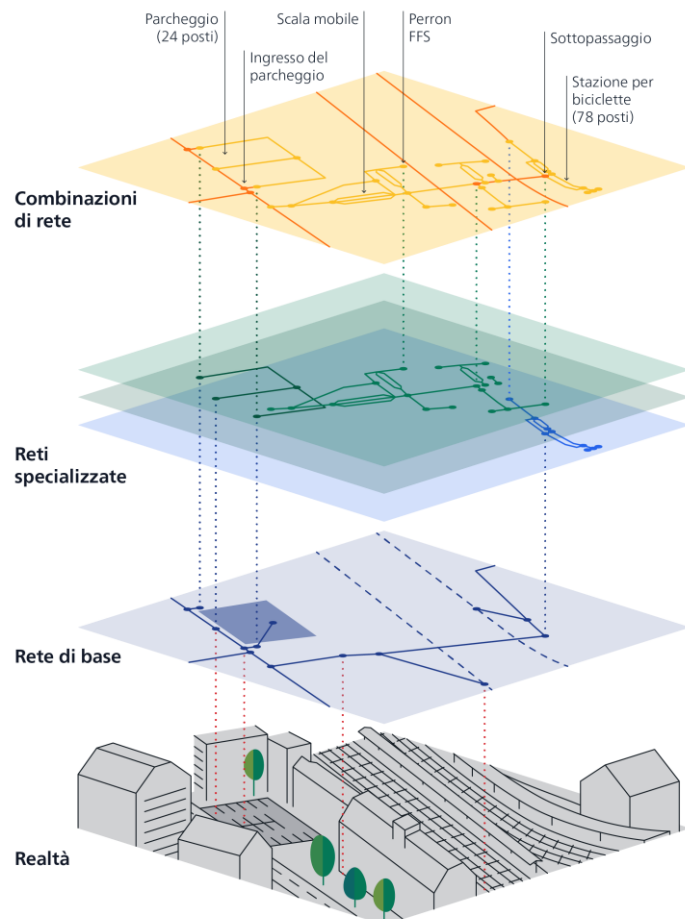 Parcheggio
(24 posti)
Ingresso del
parcheggio
Scala mobile
Perron
FFS
Sottopassaggio
Stazione per
biciclette
(78 posti)
Combinazioni
di rete
Reti
specializzate
Rete di base
Realtà